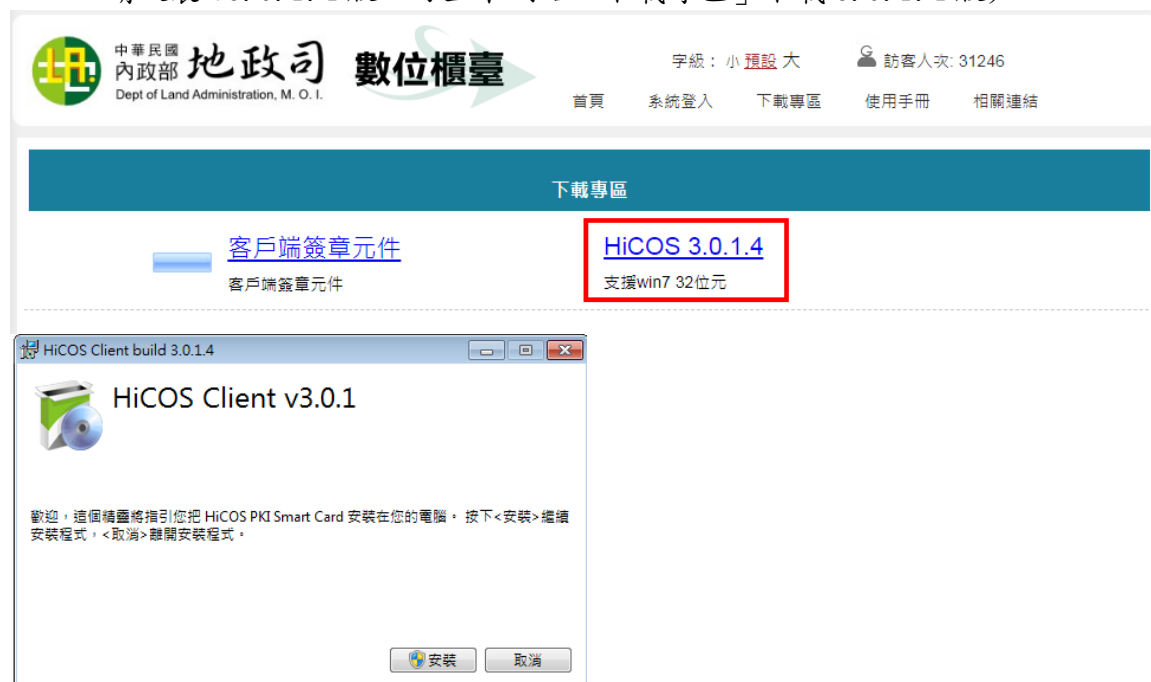 下載專區」下載
中華民國
內政部 地政司 數位櫃臺
Dept of Land Administration, M. O. I.
字級： 小 預設 大 訪客人次: 31246
首頁 系統登入 下載專區 使用手冊 相關連結
下載專區
客戶端簽章元件
客戶端簽章元件
HiCOS 3.0.1.4
支援win7 32位元
HiCOS Client build 3.0.1.4
HiCOS Client v3.0.1
歡迎，這個精靈將指引您把 HiCOS PKI Smart Card 安裝在您的電腦。 按下<安裝>繼續
安裝程式，<取消>離開安裝程式。
安裝 取消